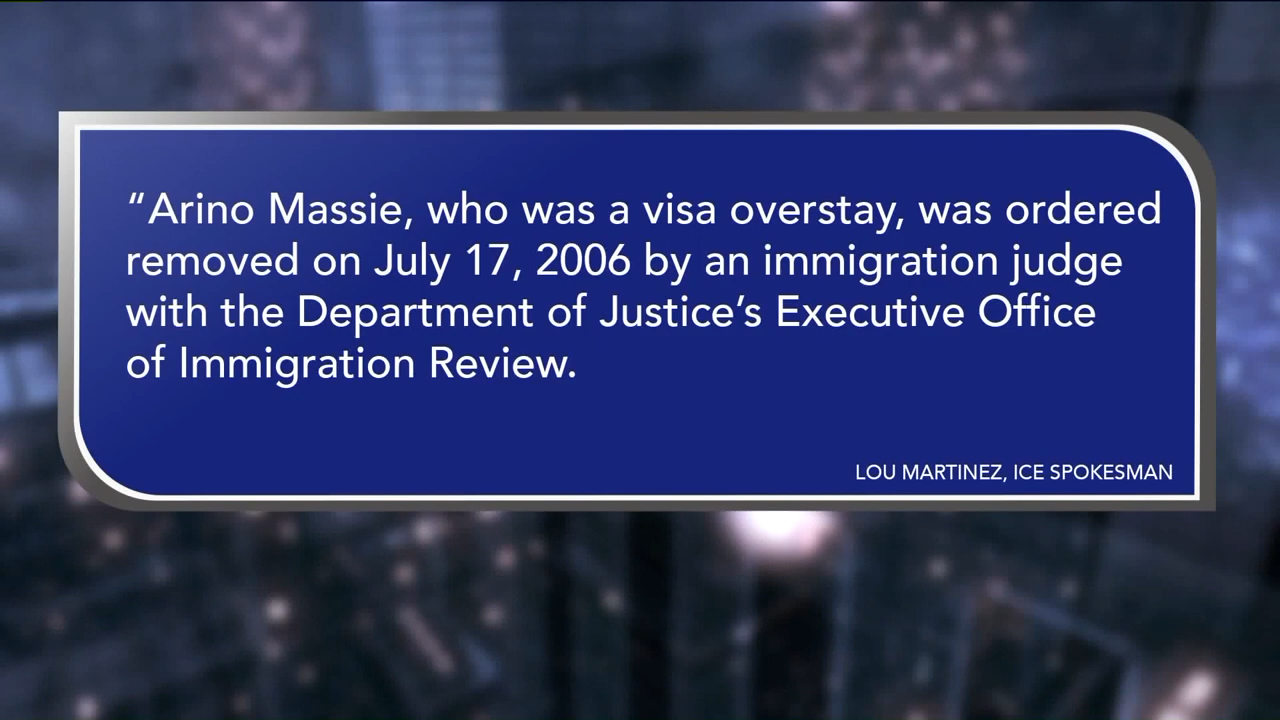 “Arino Massie, who was a visa overstay, was ordered
removed on July 17, 2006 by an immigration judge
with the Department of Justice’s Executive Office
of Immigration Review.
LOU MARTINEZ, ICE SPOKESMAN